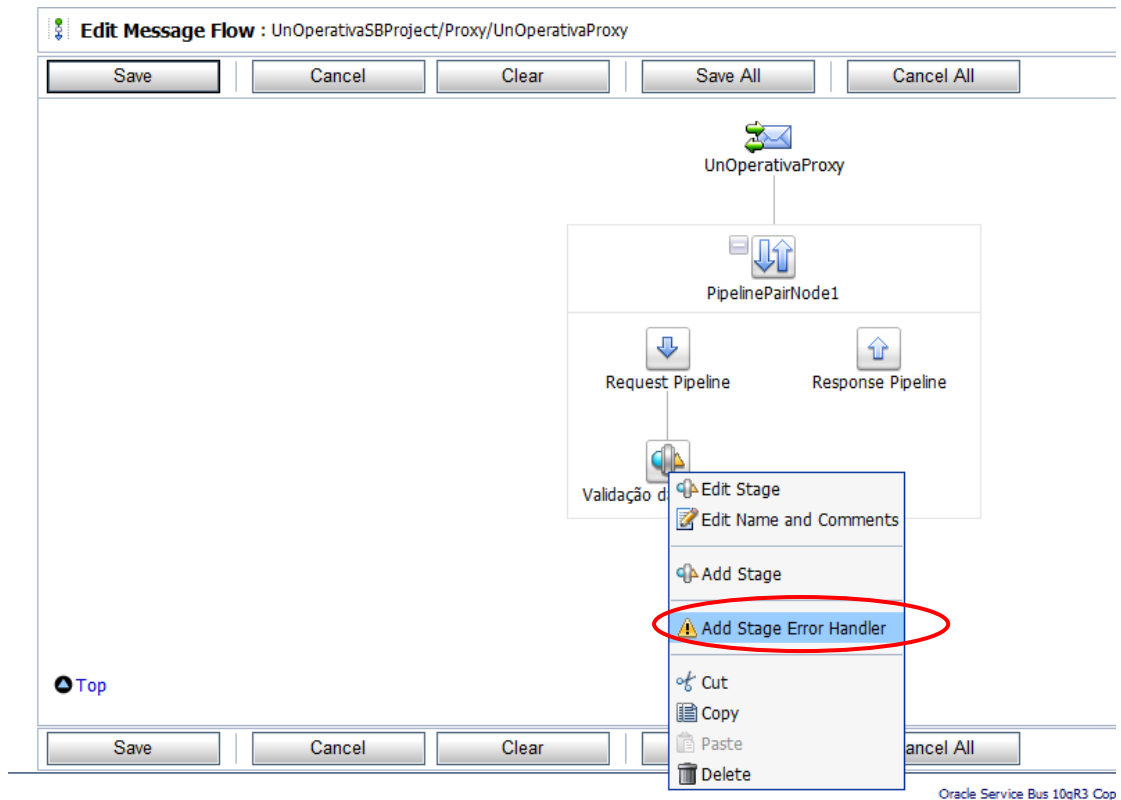 Edit Message Flow : UnOperativaSBProject/Proxy/UnOperativaProxy
Save Cancel Clear Save All Cancel All
UnOperativaProxy
PipelinePairNode1
Request Pipeline Response Pipeline
Validação d
Edit Stage
Edit Name and Comments
Add Stage
Add Stage Error Handler
Cut
Copy
Paste
Delete
Top
Save Cancel Clear ancel All
Oracle Service Bus 10gR3 Cop